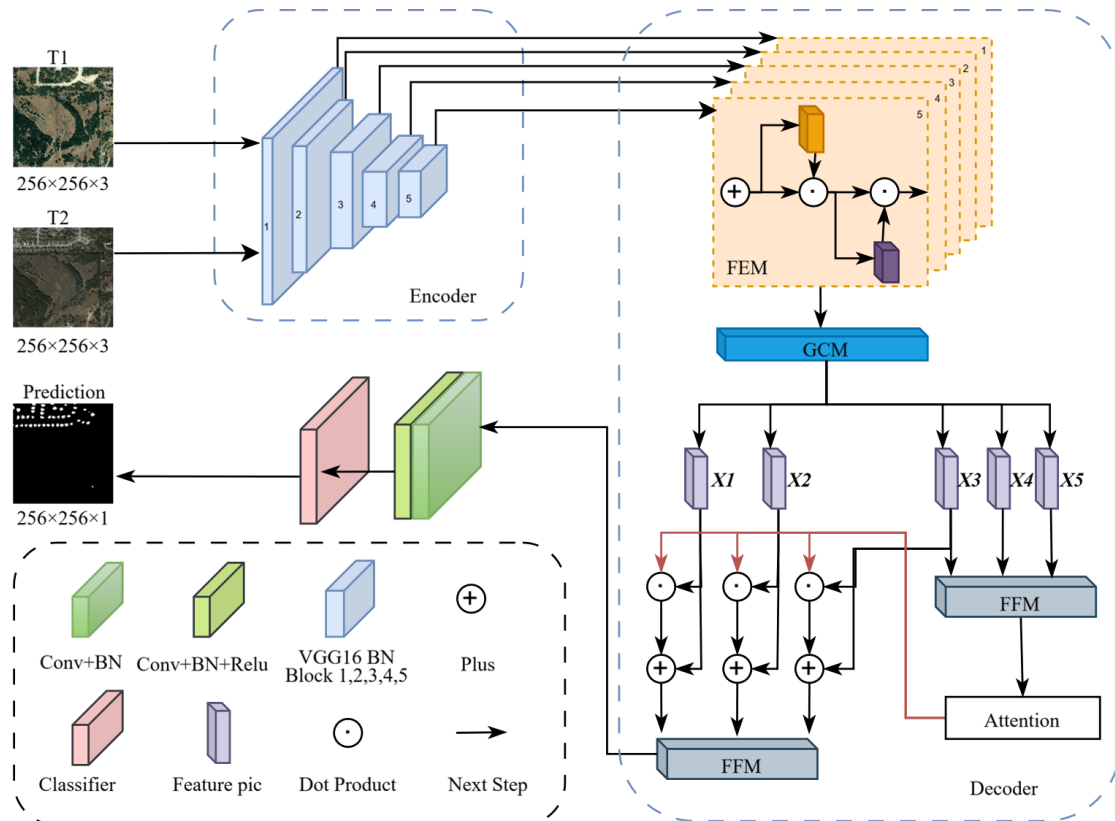 T1
256×256×3
T2
256×256×3
1
2
3
4
5
Encoder
1
2
3
4
5
FEM
GCM
X1
X2
X3
X4
X5
FFM
Attention
FFM
Decoder
Prediction
256×256×1
Conv+BN
Conv+BN+Relu
VGG16 BN
Block 1,2,3,4,5
Plus
Classifier
Feature pic
Dot Product
Next Step